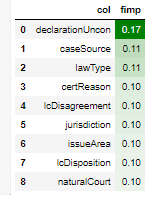 col fimp
0 declarationUncon 0.17
1 caseSource 0.11
2 lawType 0.11
3 certReason 0.10
4 lcDisagreement 0.10
5 jurisdiction 0.10
6 issueArea 0.10
7 lcDisposition 0.10
8 naturalCourt 0.10